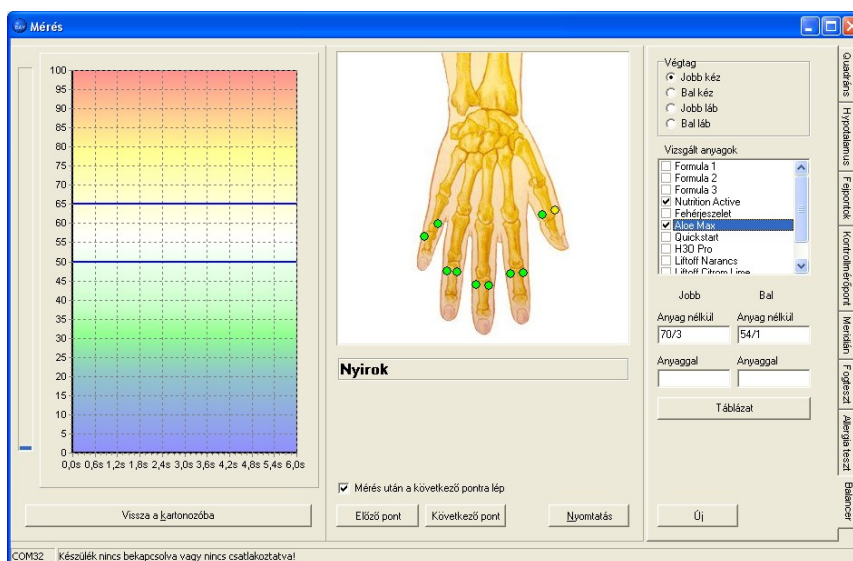 Mérés
100
95
90
85
80
75
70
65
60
55
50
45
40
35
30
25
20
15
10
5
0
0,0s 0,6s 1,2s 1,8s 2,4s 3,0s 3,6s 4,2s 4,8s 5,4s 6,0s
Vissza a kartonozóba
Nyirok
Mérés után a következő pontra lép
Előző pont
Következő pont
Nyomtatás
Végtag
Jobb kéz
Bal kéz
Jobb láb
Bal láb
Vizsgált anyagok
Formula 1
Formula 2
Formula 3
Nutrition Active
Fehérjeszelet
Aloe Max
Quickstart
H3O Pro
Liftoff Narancs
Liftoff Citrom Lime
Jobb Bal
Anyag nélkül Anyag nélkül
70/3 54/1
Anyaggal Anyaggal
Táblázat
Új
Quadráns
Hypotalamus
Fejpontok
Kontrollmérőpont
Meridián
Fogteszt
Allergia teszt
Balancer
COM32 Készülék nincs bekapcsolva vagy nincs csatlakoztatva!